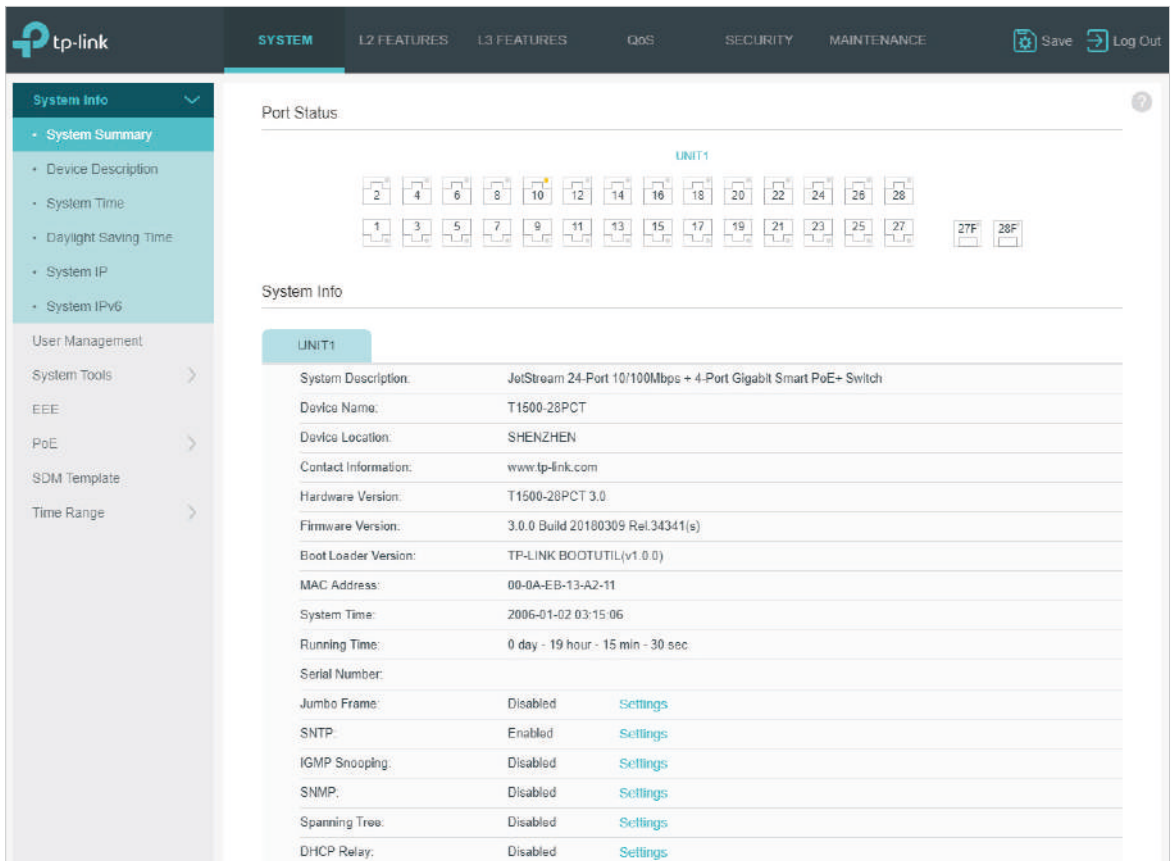 tp-link
SYSTEM L2 FEATURES L3 FEATURES QoS SECURITY MAINTENANCE Save Log Out
System Info
• System Summary
• Device Description
• System Time
• Daylight Saving Time
• System IP
• System IPv6
User Management
System Tools
EEE
PoE
SDM Template
Time Range
Port Status
?
UNIT1
2 4 6 8 10 12 14 16 18 20 22 24 26 28
1 3 5 7 9 11 13 15 17 19 21 23 25 27 27F 28F
System Info
UNIT1
System Description: JetStream 24-Port 10/100Mbps + 4-Port Gigabit Smart PoE+ Switch
Device Name: T1500-28PCT
Device Location: SHENZHEN
Contact Information: www.tp-link.com
Hardware Version: T1500-28PCT 3.0
Firmware Version: 3.0.0 Build 20180309 Rel.34341(s)
Boot Loader Version: TP-LINK BOOTUTIL(v1.0.0)
MAC Address: 00-0A-EB-13-A2-11
System Time: 2006-01-02 03:15:06
Running Time: 0 day - 19 hour - 15 min - 30 sec
Serial Number:
Jumbo Frame: Disabled Settings
SNTP: Enabled Settings
IGMP Snooping: Disabled Settings
SNMP: Disabled Settings
Spanning Tree: Disabled Settings
DHCP Relay: Disabled Settings